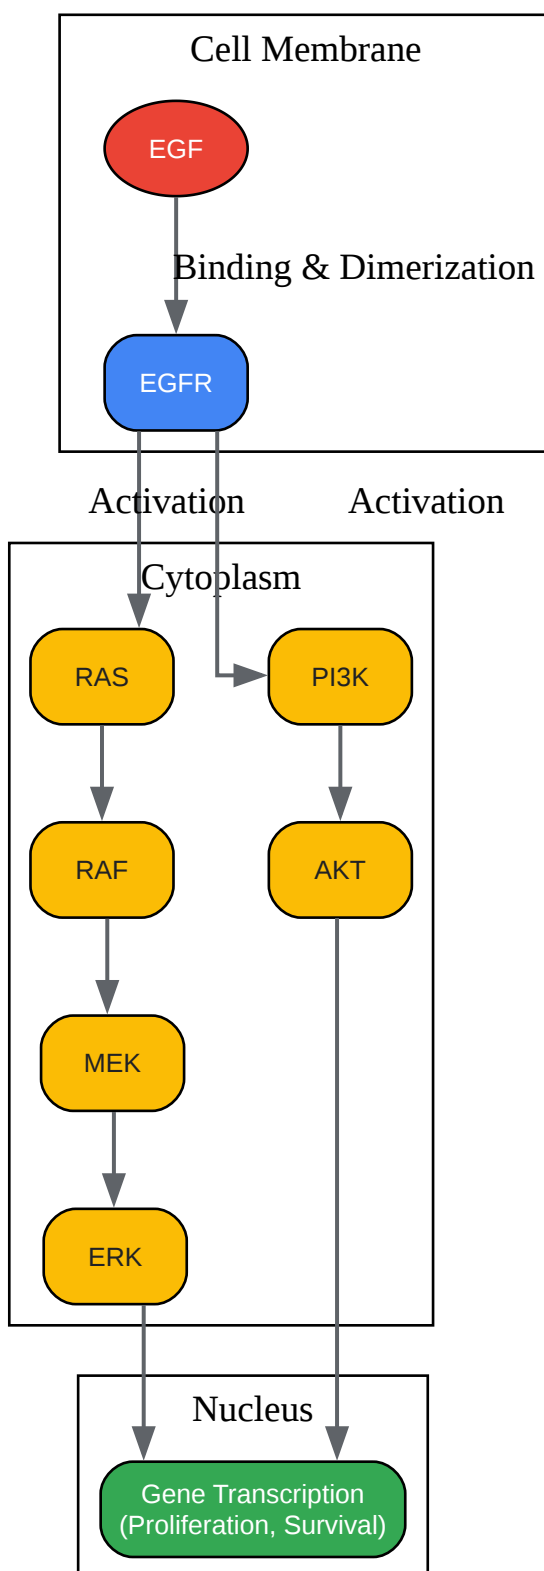 Cell Membrane
EGF
Binding & Dimerization
EGFR
Activation
Activation
Cytoplasm
RAS
PI3K
RAF
AKT
MEK
ERK
Nucleus
Gene Transcription
(Proliferation, Survival)